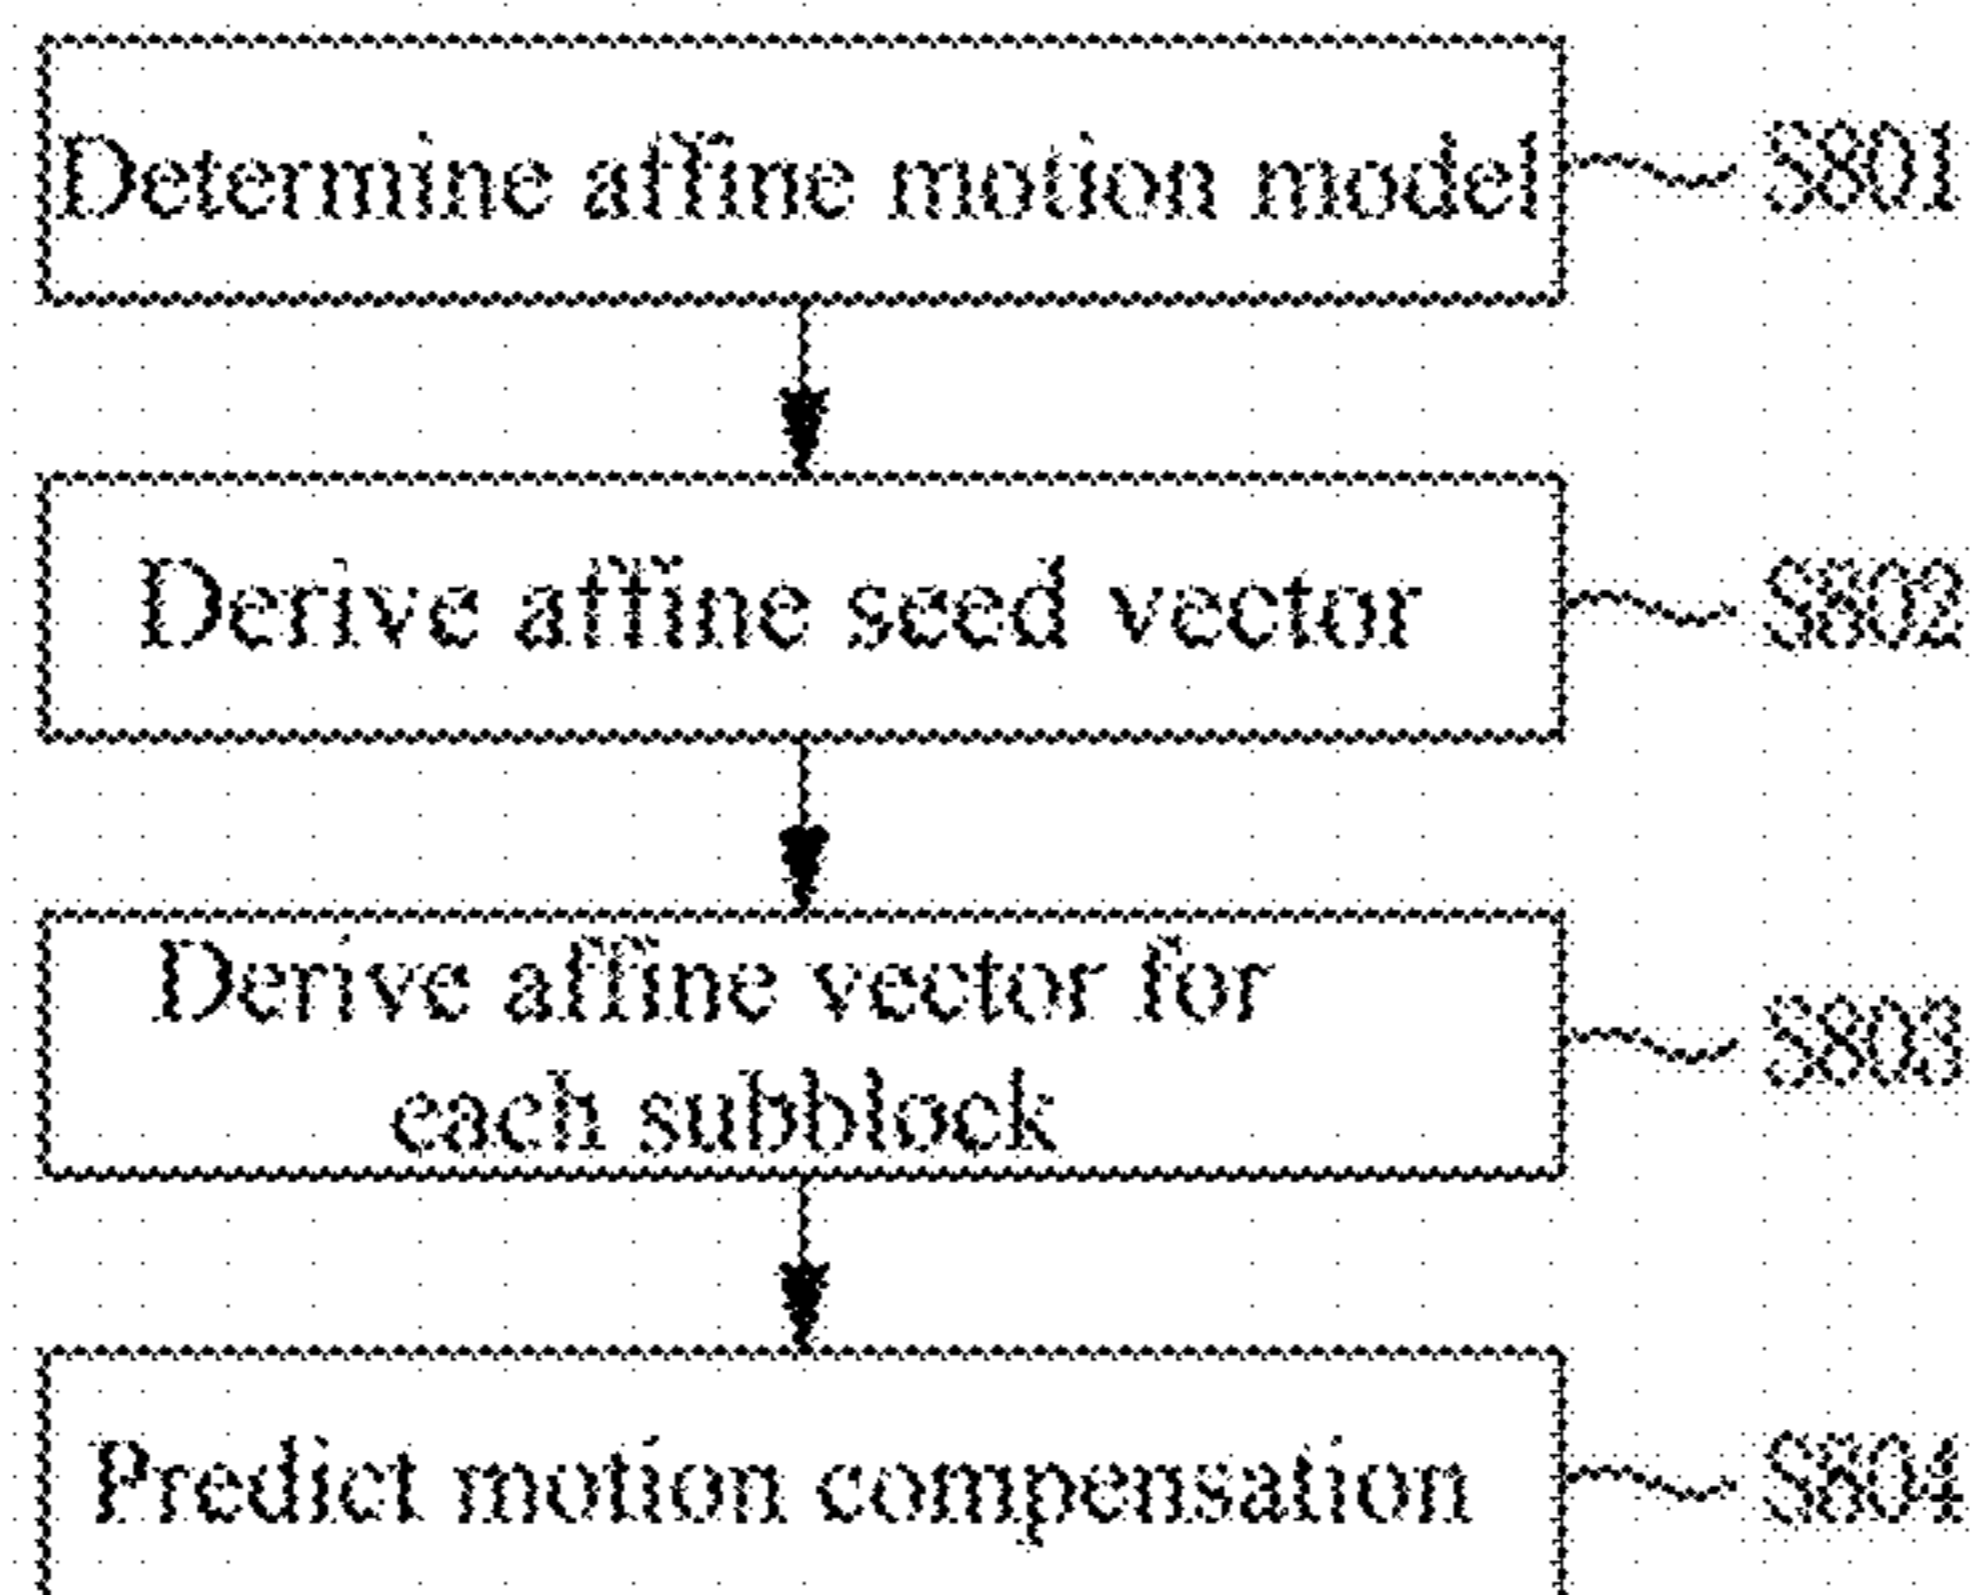 Determine affine motion model
S801
Derive affine seed vector
S802
Derive affine vector for
each subblock
S803
Predict motion compensation
S804